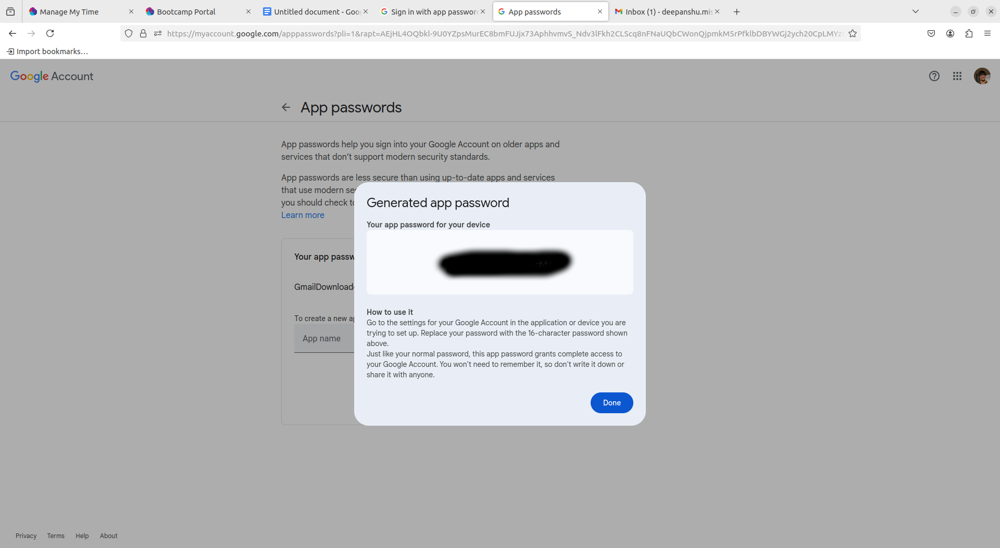 Manage My Time
Bootcamp Portal
Untitled document - Goo
Sign in with app passwor
App passwords
Inbox (1) - deepanshu.mis
https://myaccount.google.com/apppasswords?pli=1&rapt=AEjHL4OQbkl-9U0YZpsMurEC8bmFUJjx73AphhvmvS_Ndv3lFkh2CLScq8nFNaUQbCWonQjpmkM5rPfklbDBYWGj2ych20CpLMYz
Import bookmarks...
Google Account
App passwords
App passwords help you sign into your Google Account on older apps and
services that don't support modern security standards.
App passwords are less secure than using up-to-date apps and services
that use modern se
you should check to
Learn more
Your app passw
GmailDownloade
To create a new ap
App name
Generated app password
Your app password for your device
How to use it
Go to the settings for your Google Account in the application or device you are
trying to set up. Replace your password with the 16-character password shown
above.
Just like your normal password, this app password grants complete access to
your Google Account. You won't need to remember it, so don't write it down or
share it with anyone.
Done
Privacy Terms Help About